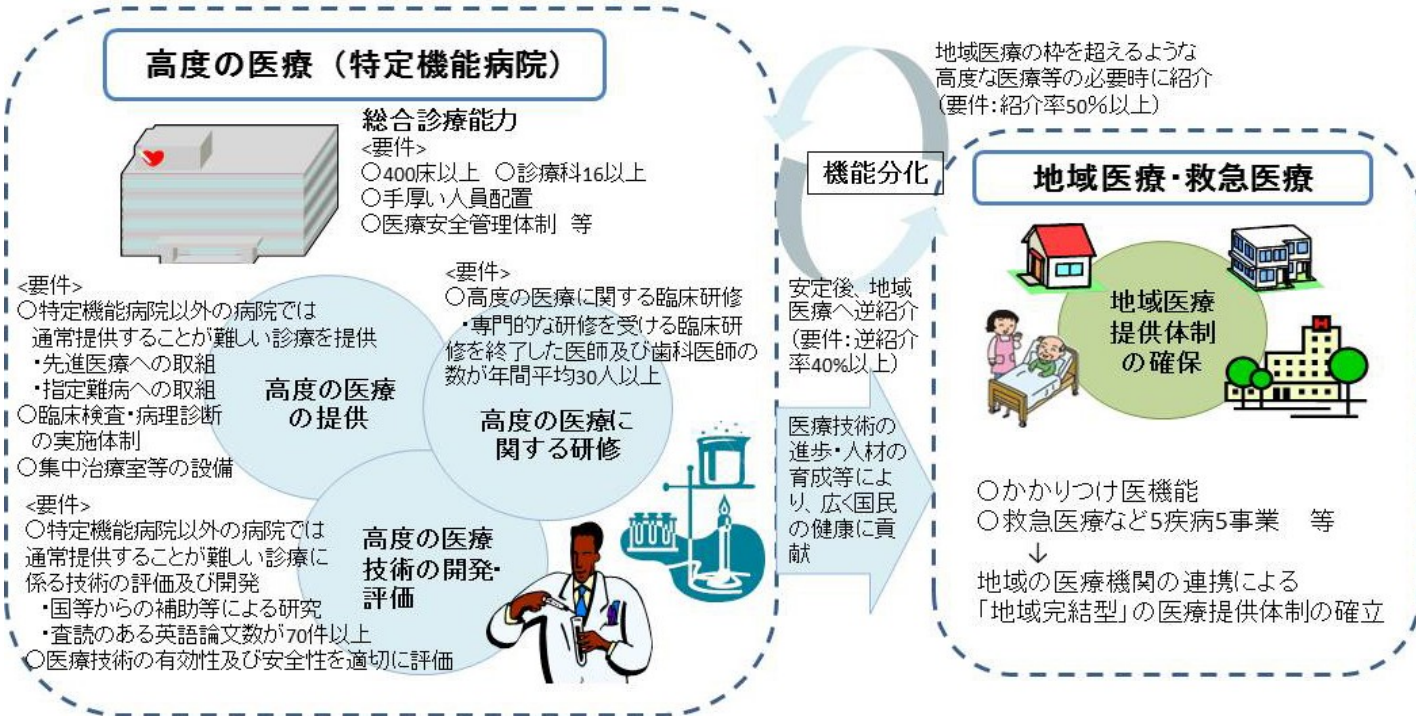 高度の医療（特定機能病院）
総合診療能力
<要件>
○400床以上 ○診療科16以上
○手厚い人員配置
○医療安全管理体制 等
<要件>
○特定機能病院以外の病院では
通常提供することが難しい診療を提供
・先進医療への取組
・指定難病への取組
○臨床検査・病理診断
の実施体制
○集中治療室等の設備
高度の医療
の提供
<要件>
○高度の医療に関する臨床研修
・専門的な研修を受ける臨床研
修を終了した医師及び歯科医師の
数が年間平均30人以上
高度の医療に
関する研修
<要件>
○特定機能病院以外の病院では
通常提供することが難しい診療に
係る技術の評価及び開発
・国等からの補助等による研究
・査読のある英語論文数が70件以上
○医療技術の有効性及び安全性を適切に評価
高度の医療
技術の開発・
評価
地域医療の枠を超えるような
高度な医療等の必要時に紹介
(要件:紹介率50%以上)
機能分化
安定後、地域
医療へ逆紹介
(要件:逆紹介
率40%以上)
医療技術の
進歩・人材の
育成等によ
り、広く国民
の健康に貢
献
地域医療・救急医療
H
地域医療
提供体制
の確保
○かかりつけ医機能
○救急医療など5疾病5事業 等
↓
地域の医療機関の連携による
「地域完結型」の医療提供体制の確立